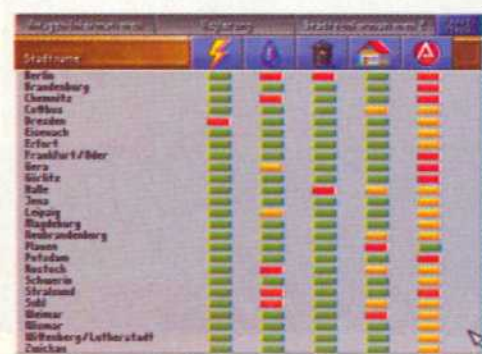 Regierung
Stadtname
Berlin
Brandenburg
Chemnitz
Cottbus
Dresden
Eisenach
Erfurt
Frankfurt/Oder
Gera
Görlitz
Halle
Jena
Leipzig
Magdeburg
Neubrandenburg
Plauen
Potsdam
Rostock
Schwerin
Stralsund
Suhl
Weimar
Wismar
Wittenberg/Lutherstadt
Zwickau